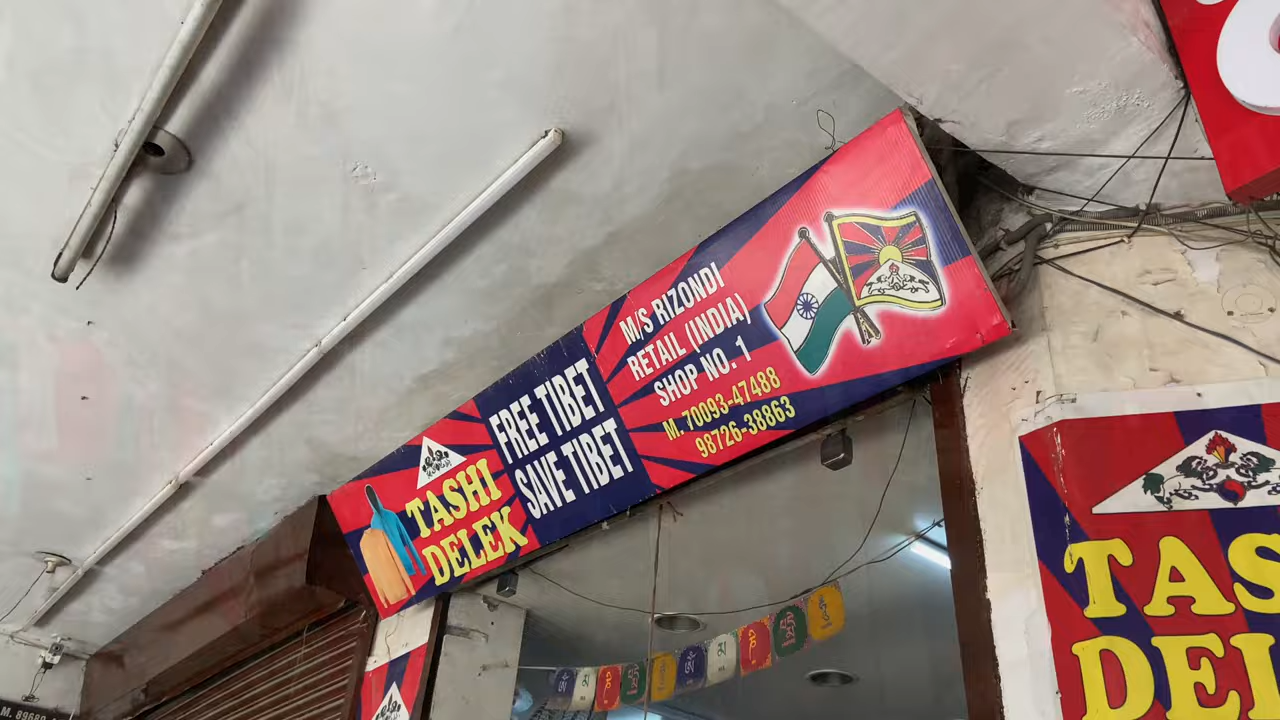 TASHI
DELEK
FREE TIBET
SAVE TIBET
M/S RIZONDI
RETAIL (INDIA)
SHOP NO. 1
M. 70093-47488
98726-38863
TAS
DEL